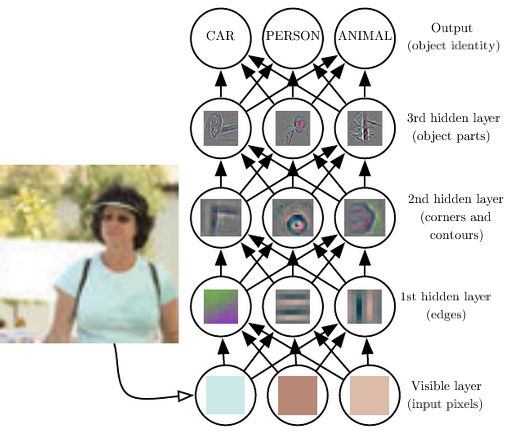 CAR
PERSON
ANIMAL
Output
(object identity)
3rd hidden layer
(object parts)
2nd hidden layer
(corners and
contours)
1st hidden layer
(edges)
Visible layer
(input pixels)